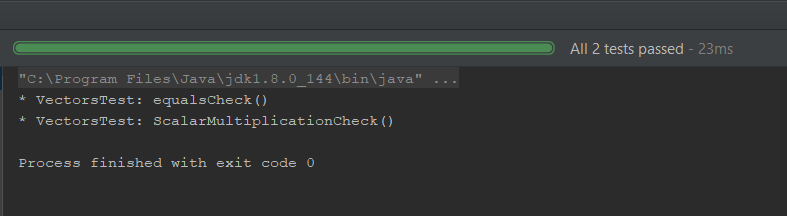 All 2 tests passed - 23ms
"C:\Program Files\Java\jdk1.8.0_144\bin\java" ...
* VectorsTest: equalsCheck()
* VectorsTest: ScalarMultiplicationCheck()
Process finished with exit code 0